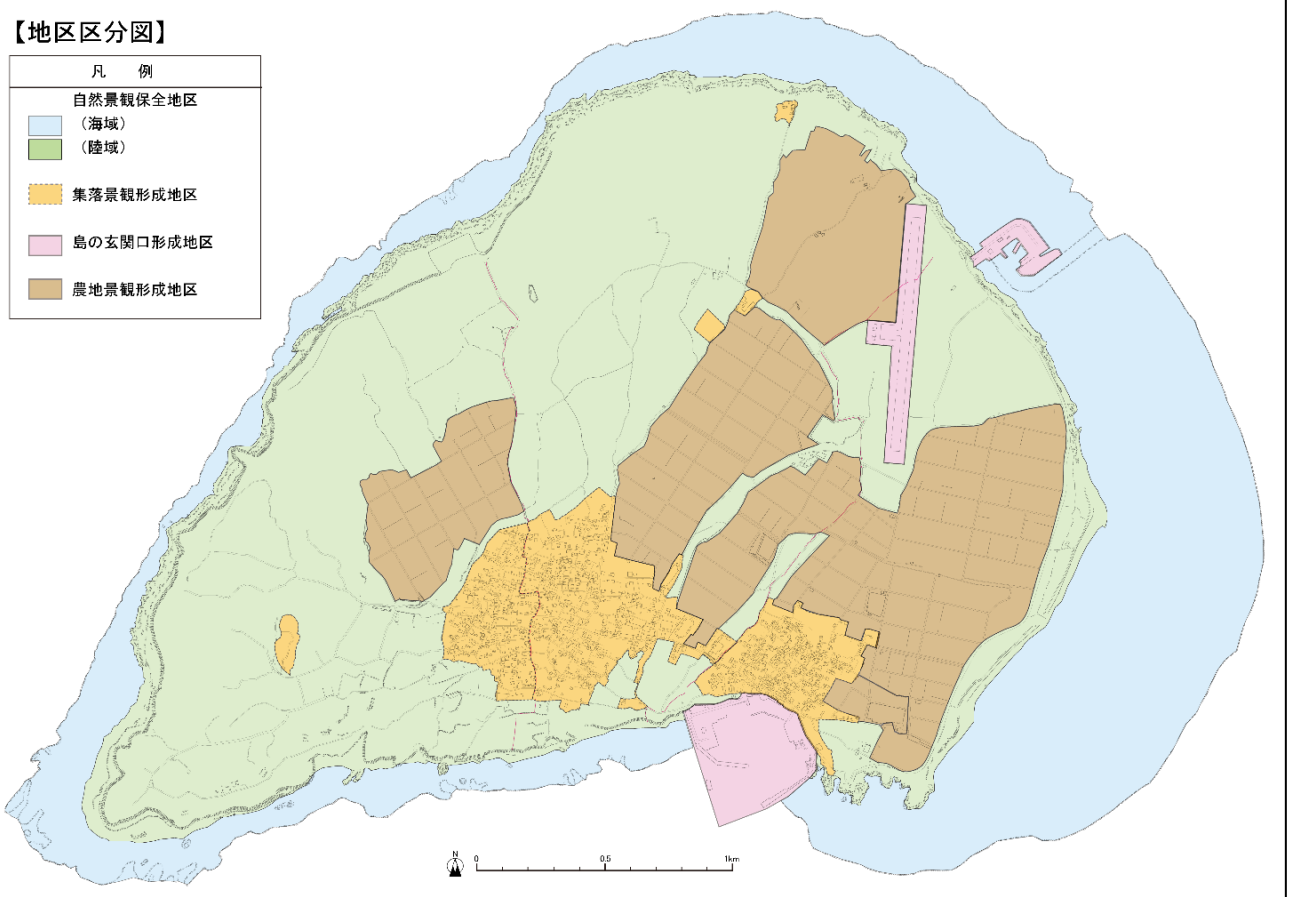 【地区区分図】
凡 例
自然景観保全地区
(海域)
(陸域)
集落景観形成地区
島の玄関口形成地区
農地景観形成地区
N
0 0.5 1km